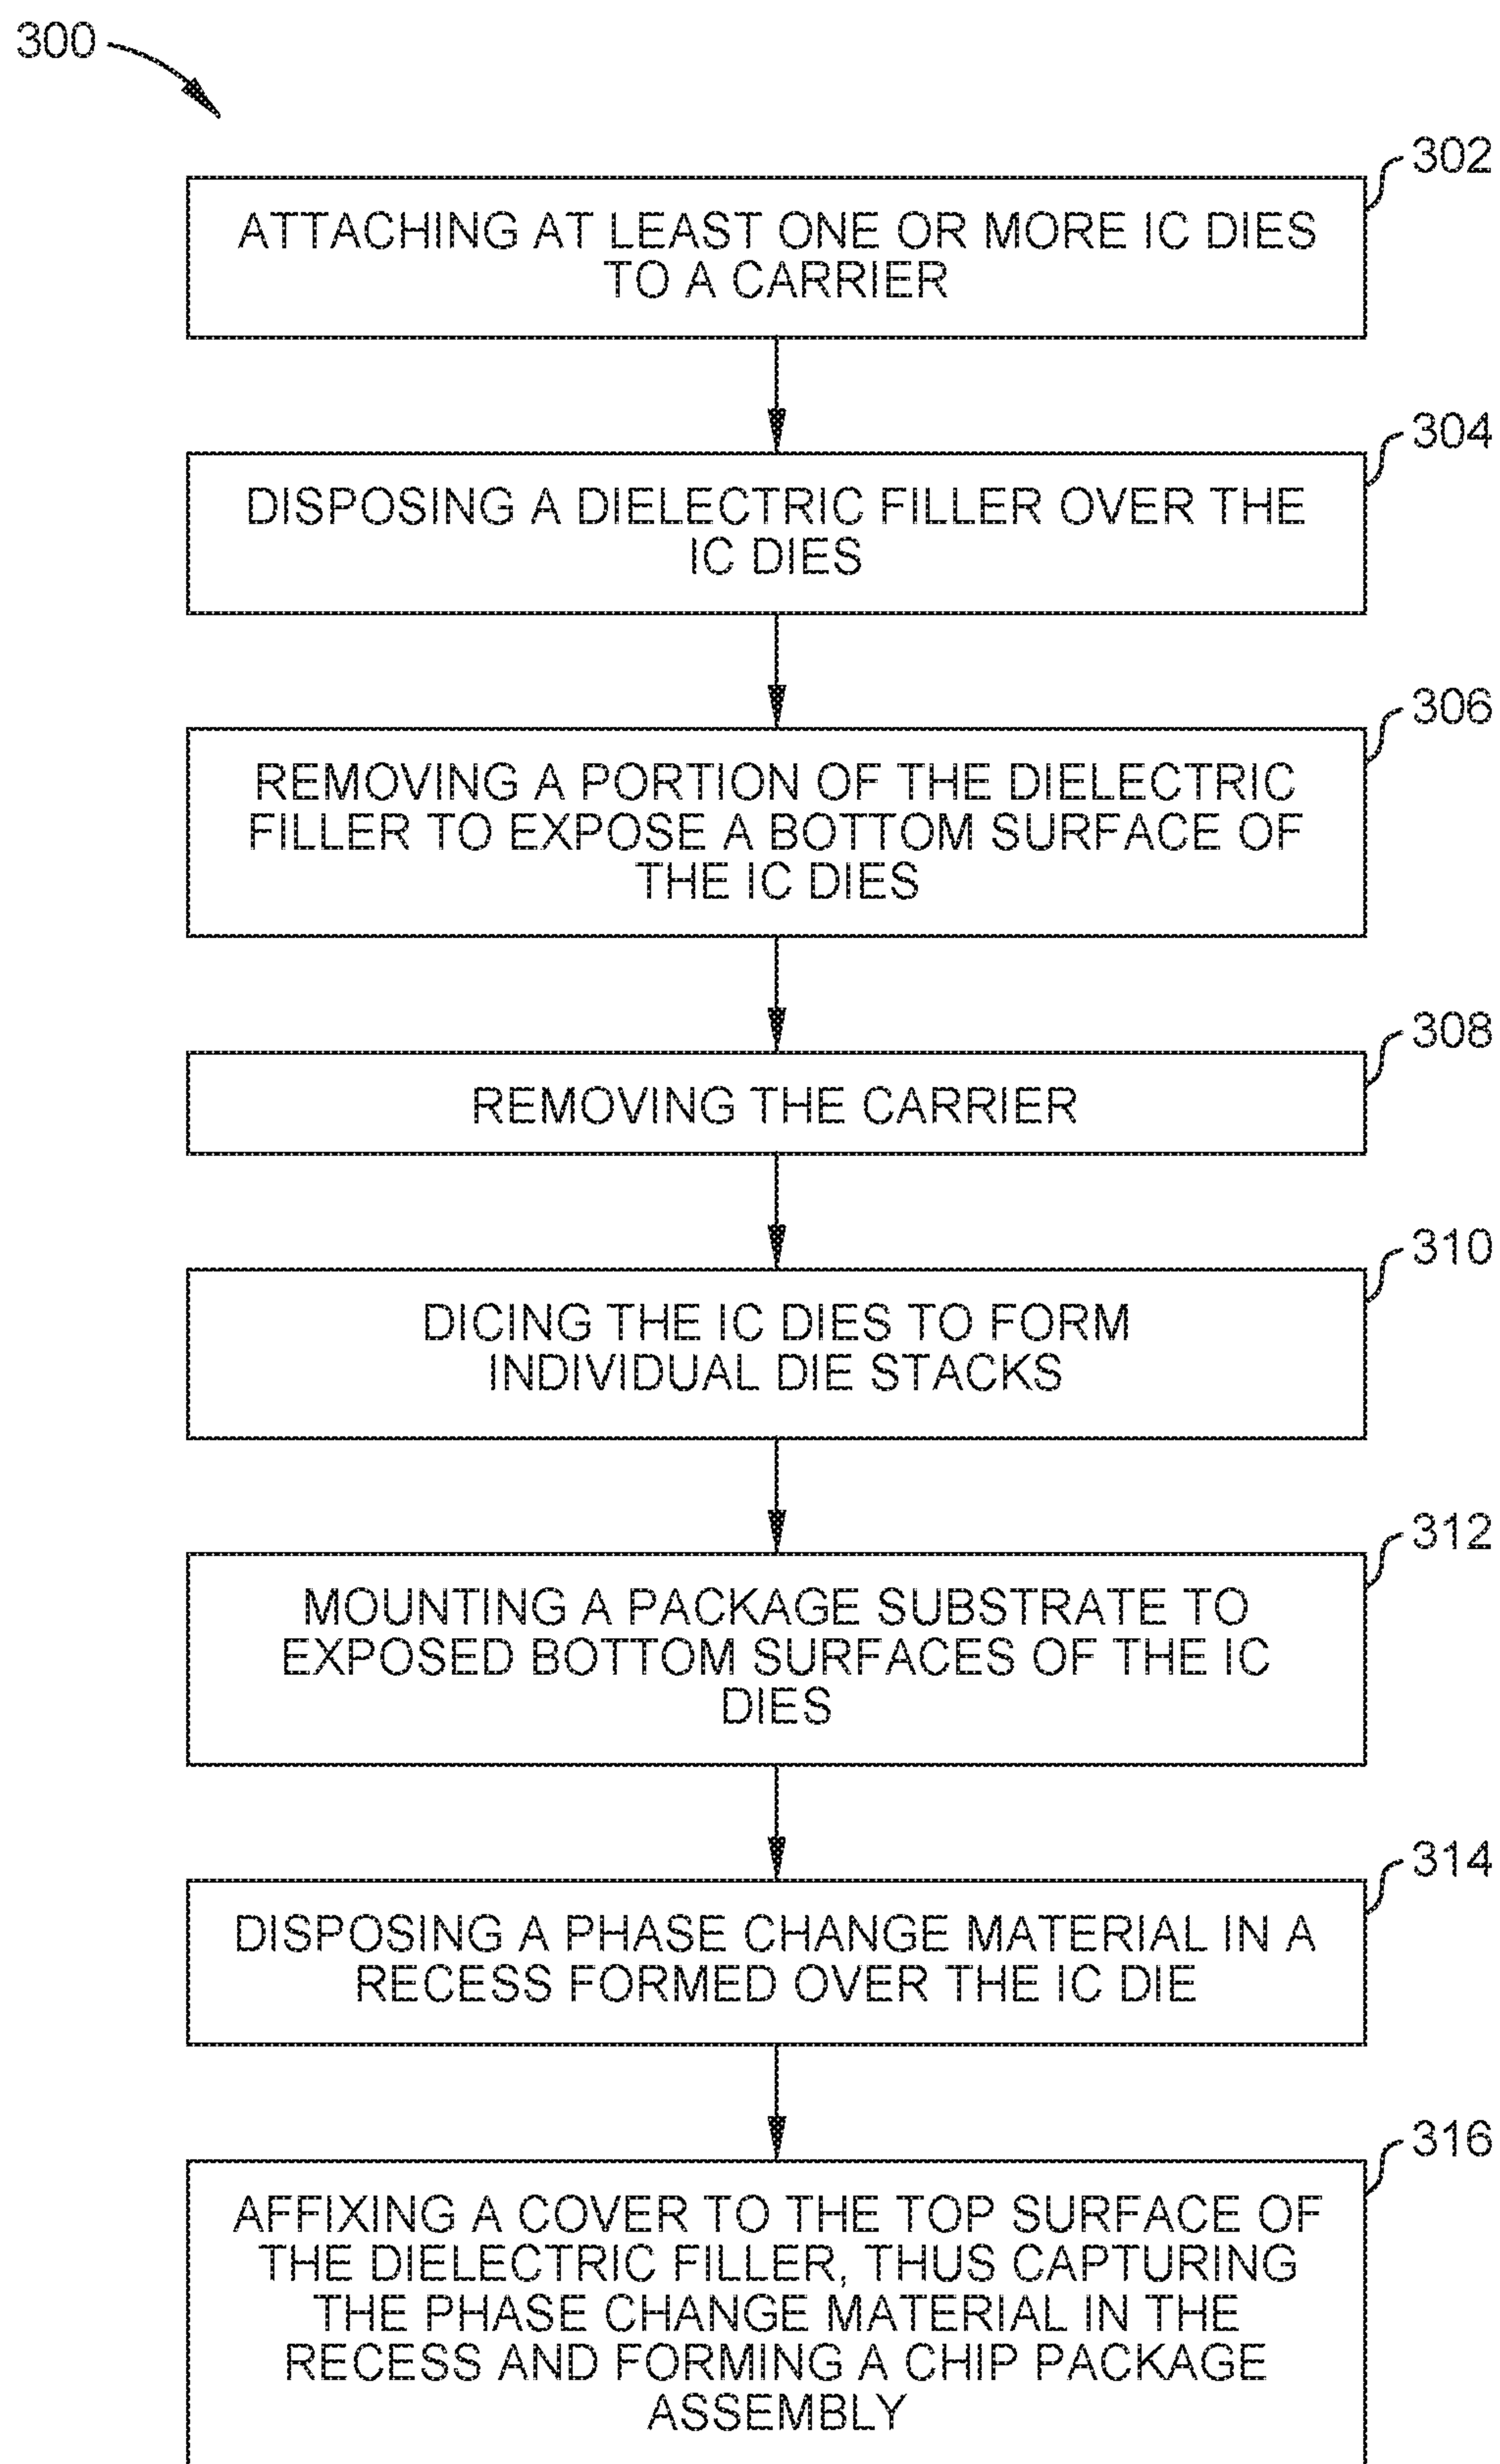 300
302
ATTACHING AT LEAST ONE OR MORE IC DIES
TO A CARRIER
304
DISPOSING A DIELECTRIC FILLER OVER THE
IC DIES
306
REMOVING A PORTION OF THE DIELECTRIC
FILLER TO EXPOSE A BOTTOM SURFACE OF
THE IC DIES
308
REMOVING THE CARRIER
310
DICING THE IC DIES TO FORM
INDIVIDUAL DIE STACKS
312
MOUNTING A PACKAGE SUBSTRATE TO
EXPOSED BOTTOM SURFACES OF THE IC
DIES
314
DISPOSING A PHASE CHANGE MATERIAL IN A
RECESS FORMED OVER THE IC DIE
316
AFFIXING A COVER TO THE TOP SURFACE OF
THE DIELECTRIC FILLER, THUS CAPTURING
THE PHASE CHANGE MATERIAL IN THE
RECESS AND FORMING A CHIP PACKAGE
ASSEMBLY